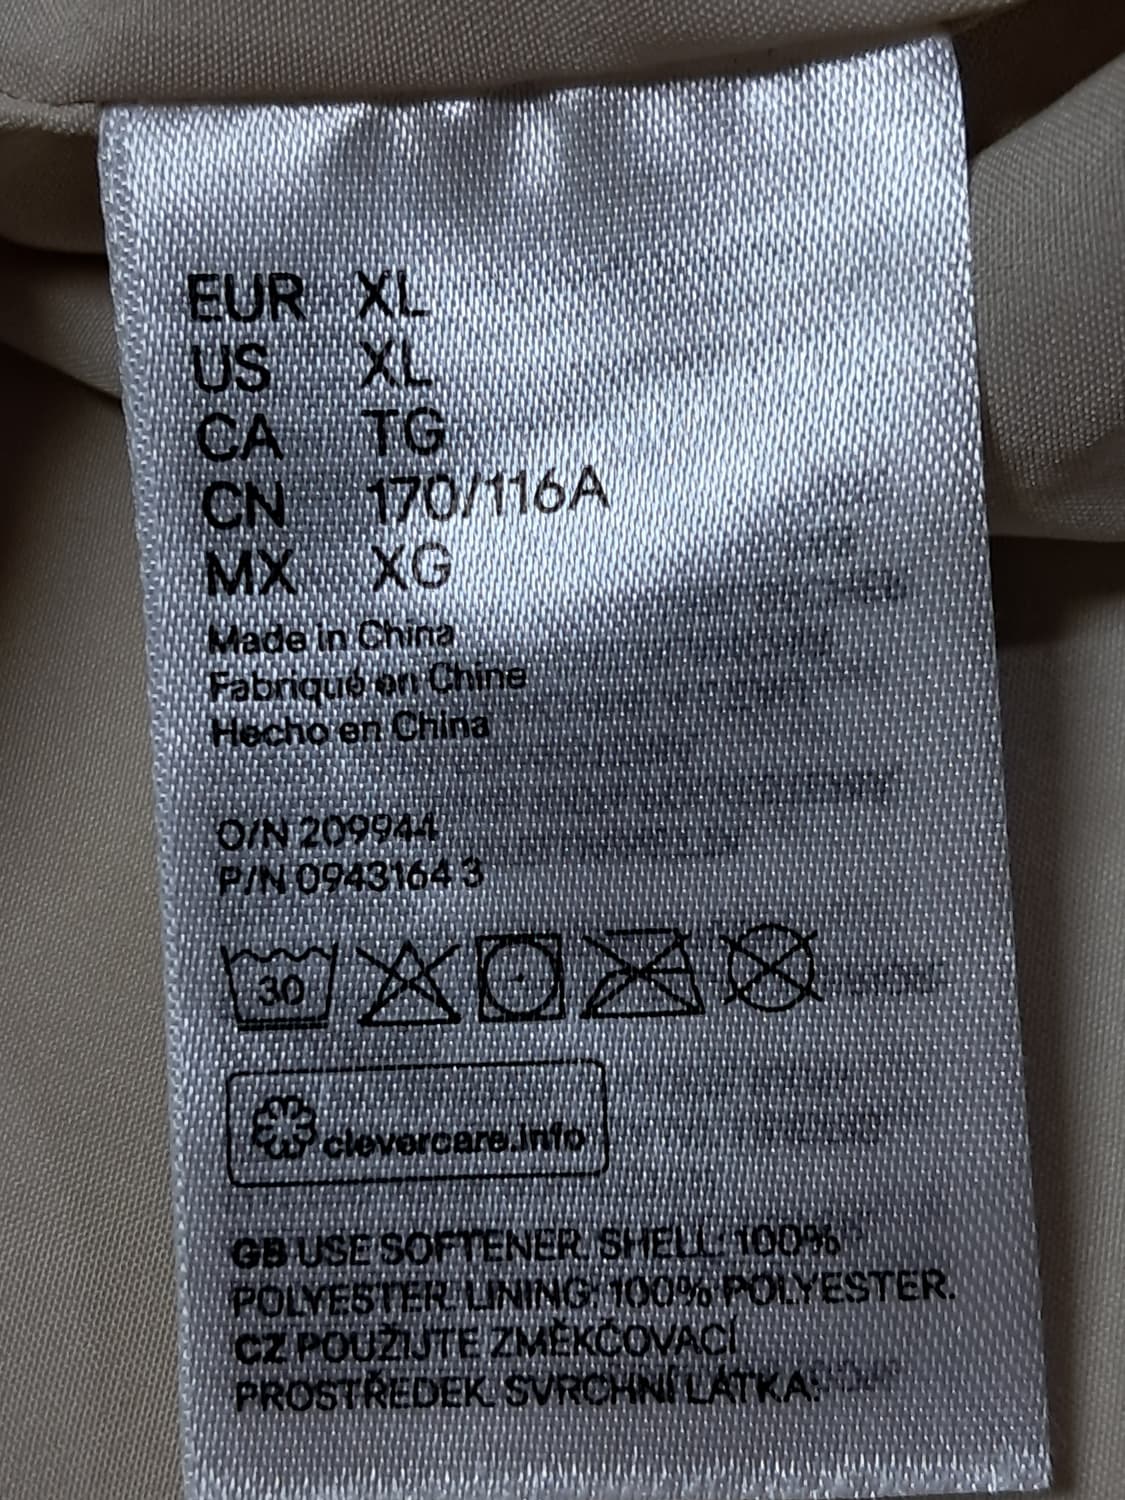 EUR XL
US XL
CA TG
CN 170/116A
MX XG
Made in China
Fabriqué en Chine
Hecho en China
O/N 209944
P/N 0943164 3
30
clevercare.info
GB USE SOFTENER. SHELL: 100%
POLYESTER. LINING: 100% POLYESTER.
CZ POUŽIJTE ZMĚKČOVACÍ
PROSTŘEDEK. SVRCHNÍ LÁTKA: